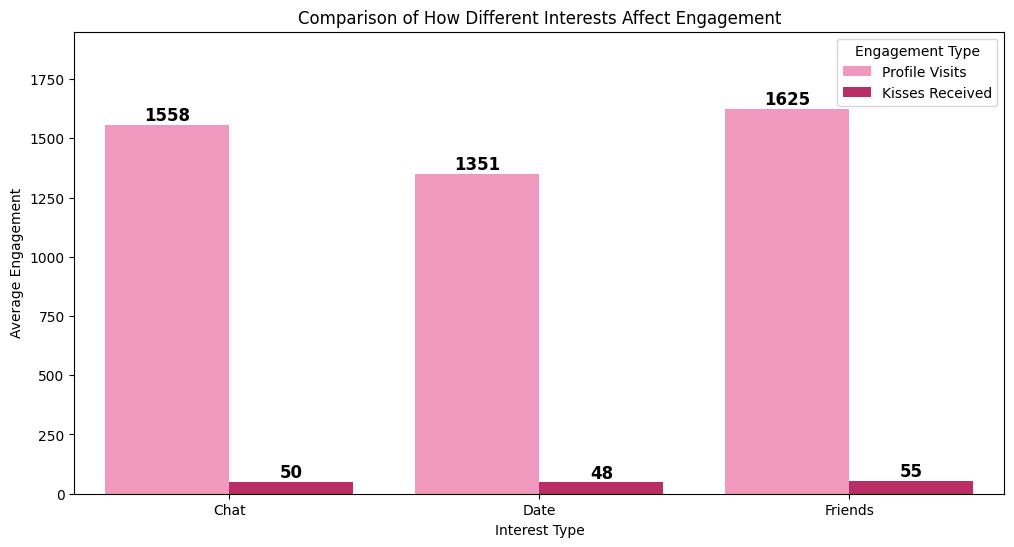 Comparison of How Different Interests Affect Engagement
Engagement Type
Profile Visits
Kisses Received
Average Engagement
1750
1500
1250
1000
750
500
250
0
1558
50
1351
48
1625
55
Chat
Date
Friends
Interest Type